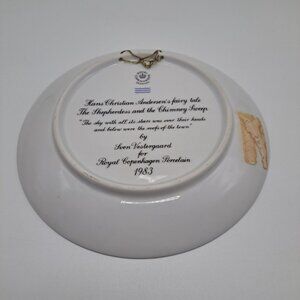 Hans Christian Andersen's fairy tale
The Shepherdess and the Chimney Sweep.
"The sky with all its stars was over their heads
and below were the roofs of the town"
by
Sven Vestergaard
for
Royal Copenhagen Porcelain
1983